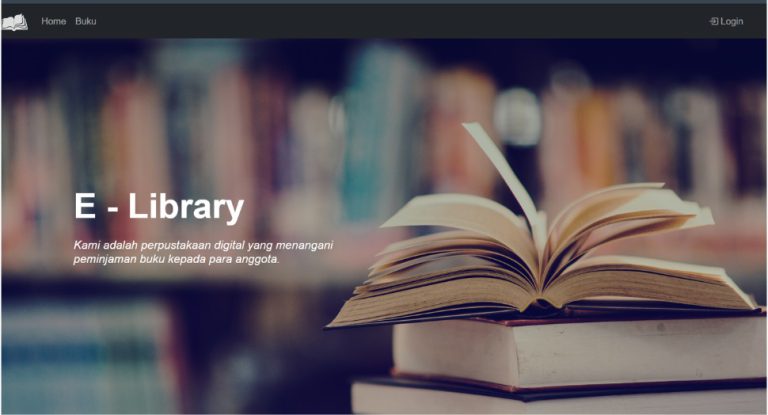 Home Buku Login
E - Library
Kami adalah perpustakaan digital yang menangani
peminjaman buku kepada para anggota.